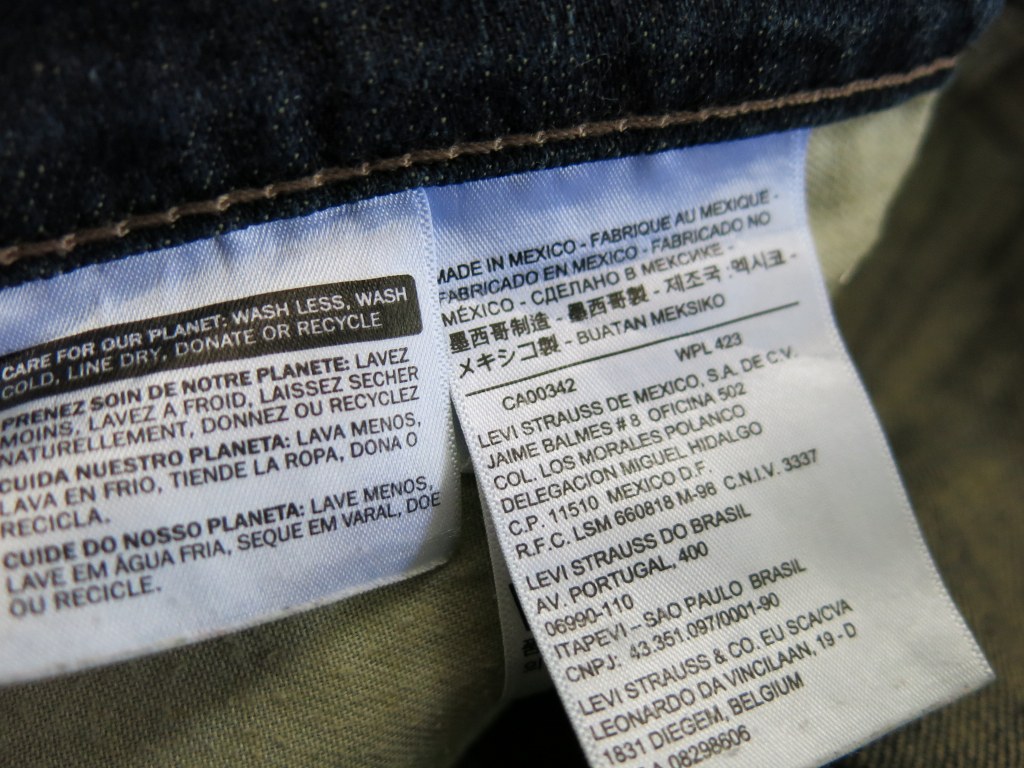 CARE FOR OUR PLANET: WASH LESS, WASH
COLD, LINE DRY, DONATE OR RECYCLE
PRENEZ SOIN DE NOTRE PLANETE: LAVEZ
MOINS, LAVEZ A FROID, LAISSEZ SECHER
NATURELLEMENT, DONNEZ OU RECYCLEZ
CUIDA NUESTRO PLANETA: LAVA MENOS,
LAVA EN FRIO, TIENDE LA ROPA, DONA O
RECICLA.
CUIDE DO NOSSO PLANETA: LAVE MENOS,
LAVE EM ÁGUA FRIA, SEQUE EM VARAL, DOE
OU RECICLE.
MADE IN MEXICO - FABRIQUE AU MEXIQUE -
FABRICADO EN MEXICO - FABRICADO NO
MÉXICO - СДЕЛАНО В МЕКСИКЕ -
墨西哥制造 - 墨西哥製 - 제조국 :멕시코 -
メキシコ製 - BUATAN MEKSIKO
CA00342 WPL 423
LEVI STRAUSS DE MEXICO, S.A. DE C.V.
JAIME BALMES # 8 OFICINA 502
COL. LOS MORALES POLANCO
DELEGACION MIGUEL HIDALGO
C.P. 11510 MEXICO D.F.
R.F.C. LSM 660818 M-98 C.N.I.V. 3337
LEVI STRAUSS DO BRASIL
AV. PORTUGAL, 400
06990-110
ITAPEVI – SAO PAULO BRASIL
CNPJ: 43.351.097/0001-90
LEVI STRAUSS & CO. EU SCA/CVA
LEONARDO DA VINCILAAN, 19 - D
1831 DIEGEM, BELGIUM
08298606